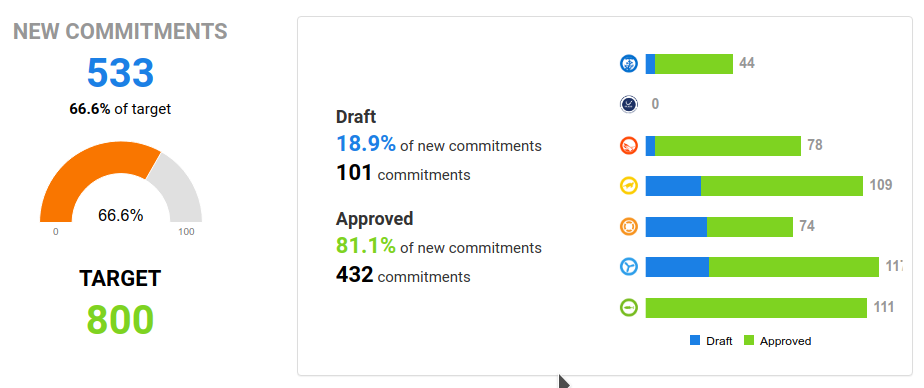 NEW COMMITMENTS
533
66.6% of target
66.6%
0 100
TARGET
800
Draft
18.9% of new commitments
101 commitments
Approved
81.1% of new commitments
432 commitments
44
0
78
109
74
111
Draft Approved